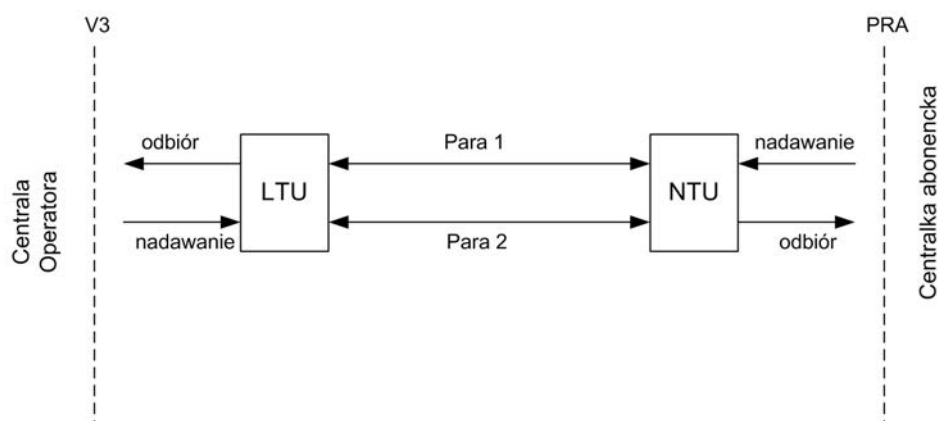 V3
PRA
Centrala
Operatora
odbiór
nadawanie
LTU
Para 1
Para 2
NTU
nadawanie
odbiór
Centralka abonencka